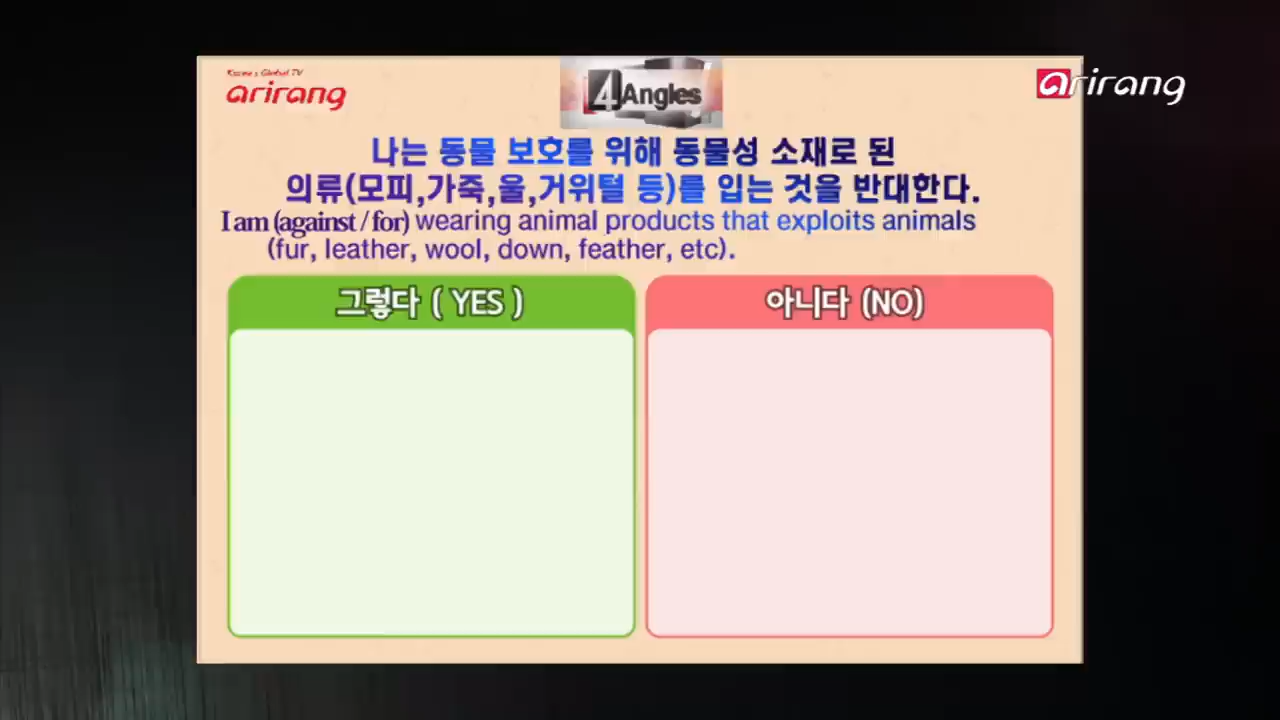 Korea's Global TV
arirang
4 Angles
arirang
나는 동물 보호를 위해 동물성 소재로 된
의류(모피,가죽,울,거위털 등)를 입는 것을 반대한다.
I am (against / for) wearing animal products that exploits animals
(fur, leather, wool, down, feather, etc).
그렇다 ( YES )
아니다 (NO)